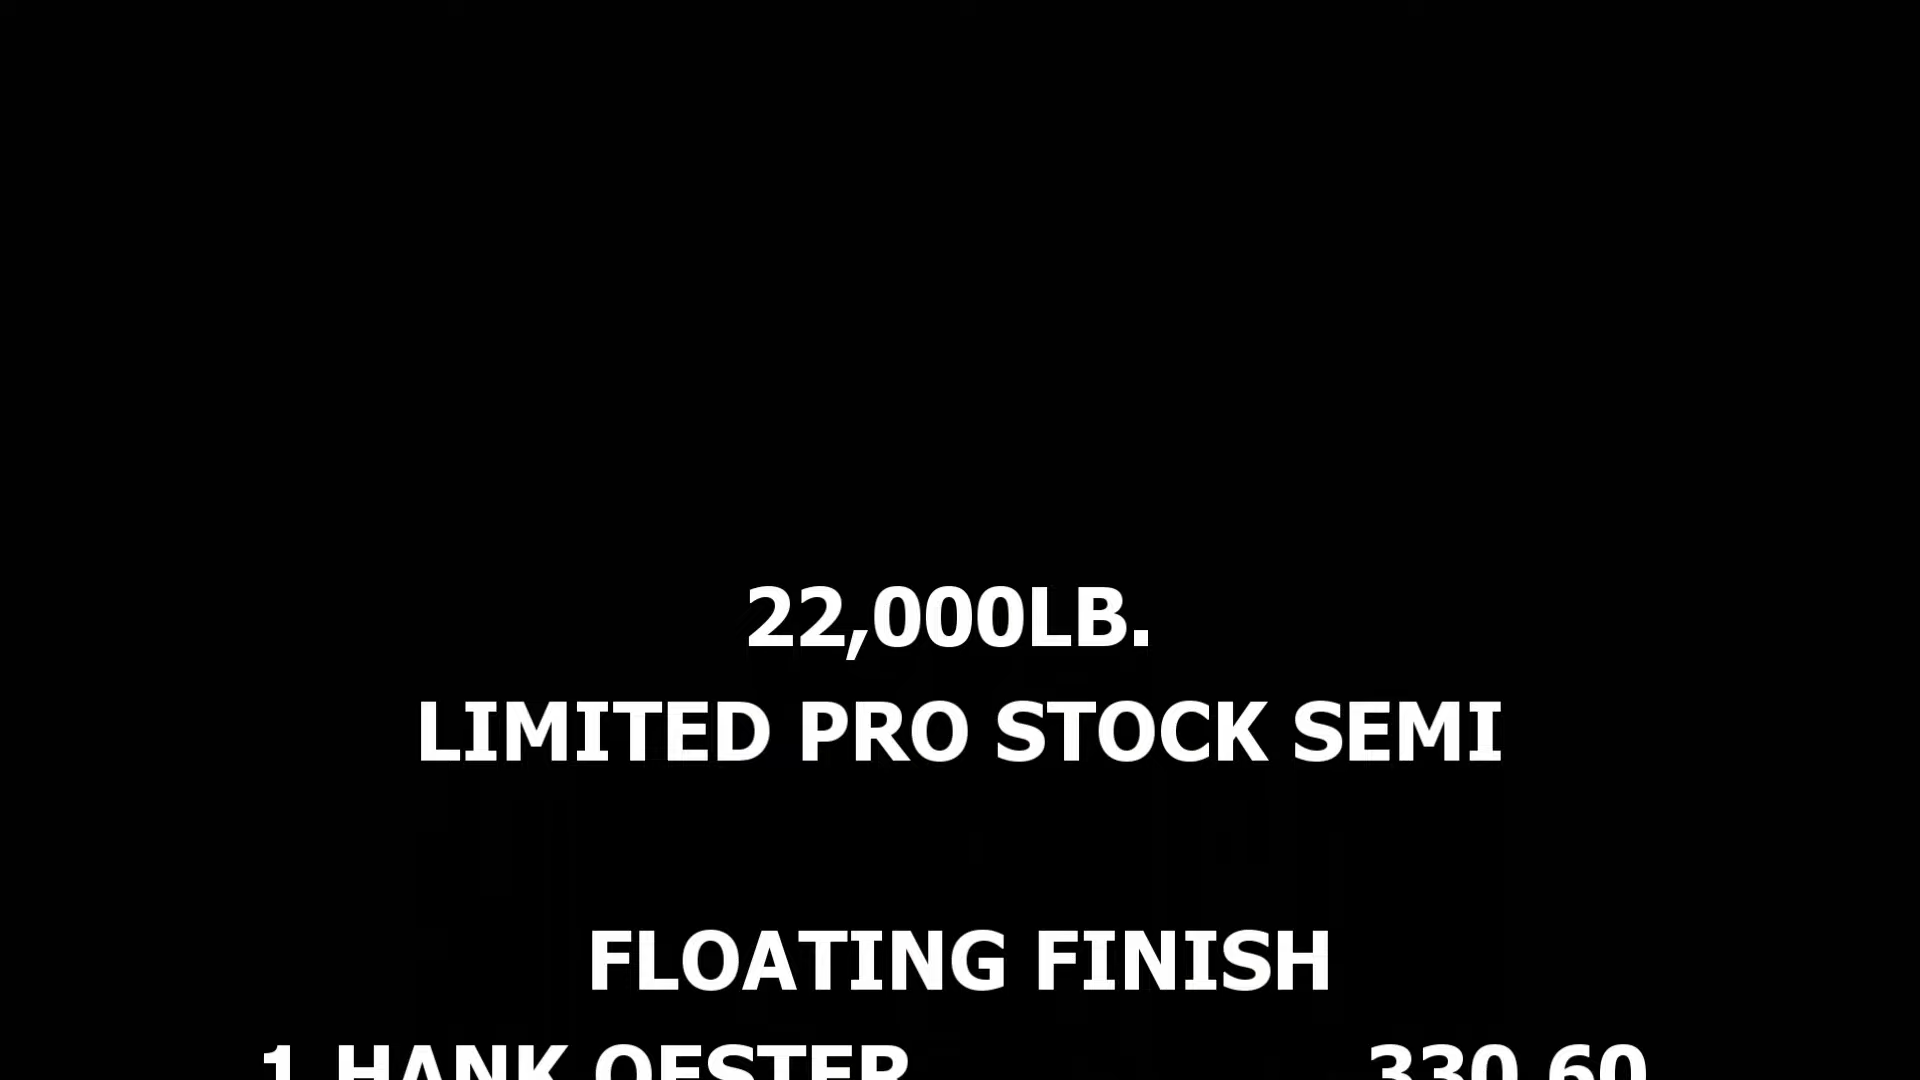 22,000LB.
LIMITED PRO STOCK SEMI
FLOATING FINISH
1 HANK OESTER 330.60